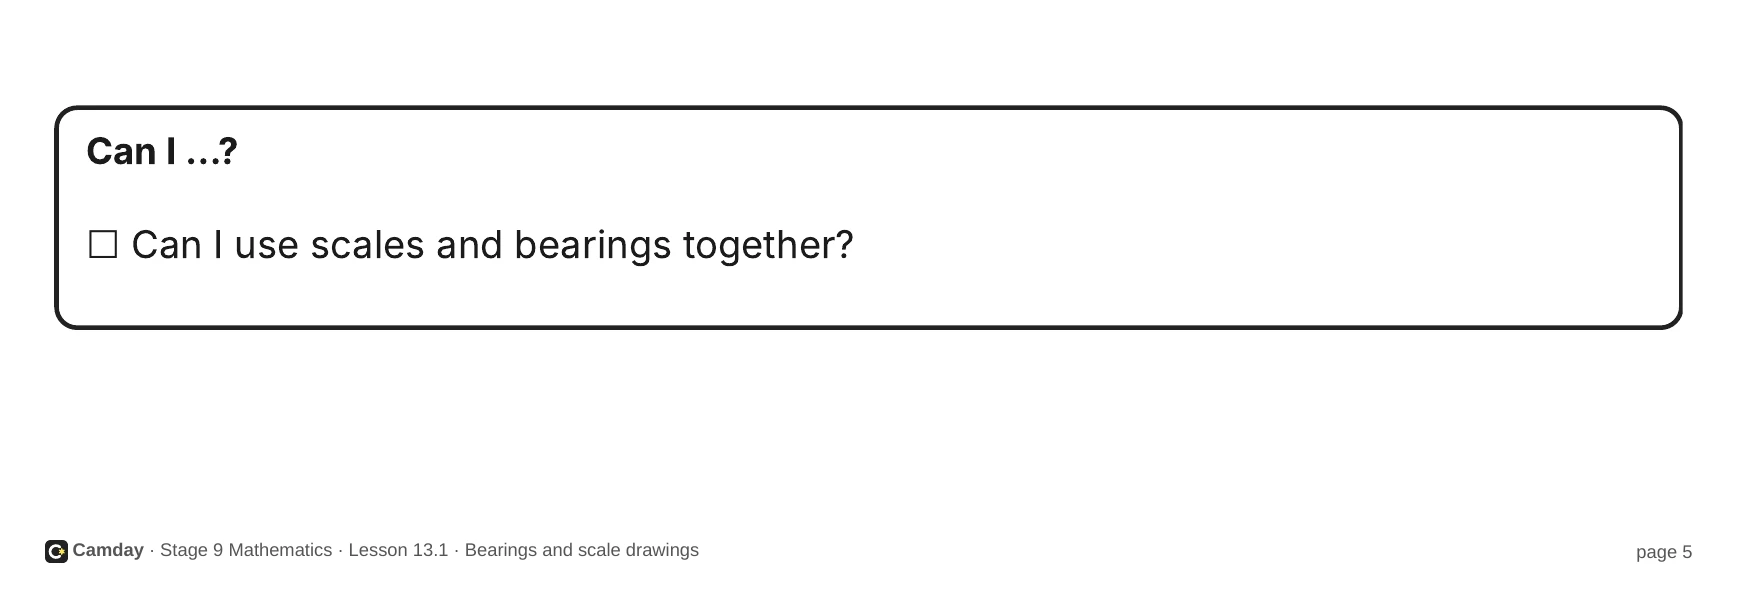 Can I …?
☐ Can I use scales and bearings together?
Camday · Stage 9 Mathematics · Lesson 13.1 · Bearings and scale drawings
page 5